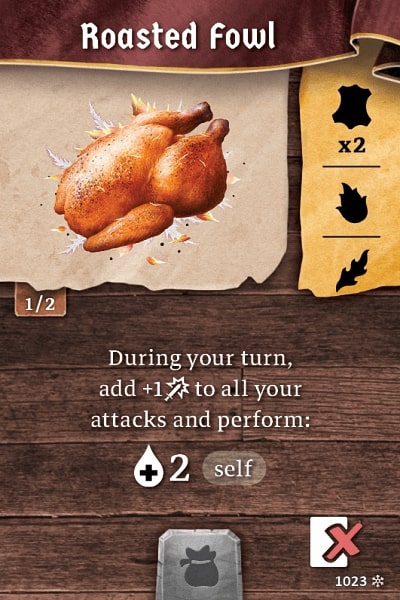 Roasted Fowl
x2
1/2
During your turn,
add +1 to all your
attacks and perform:
2 self
1023